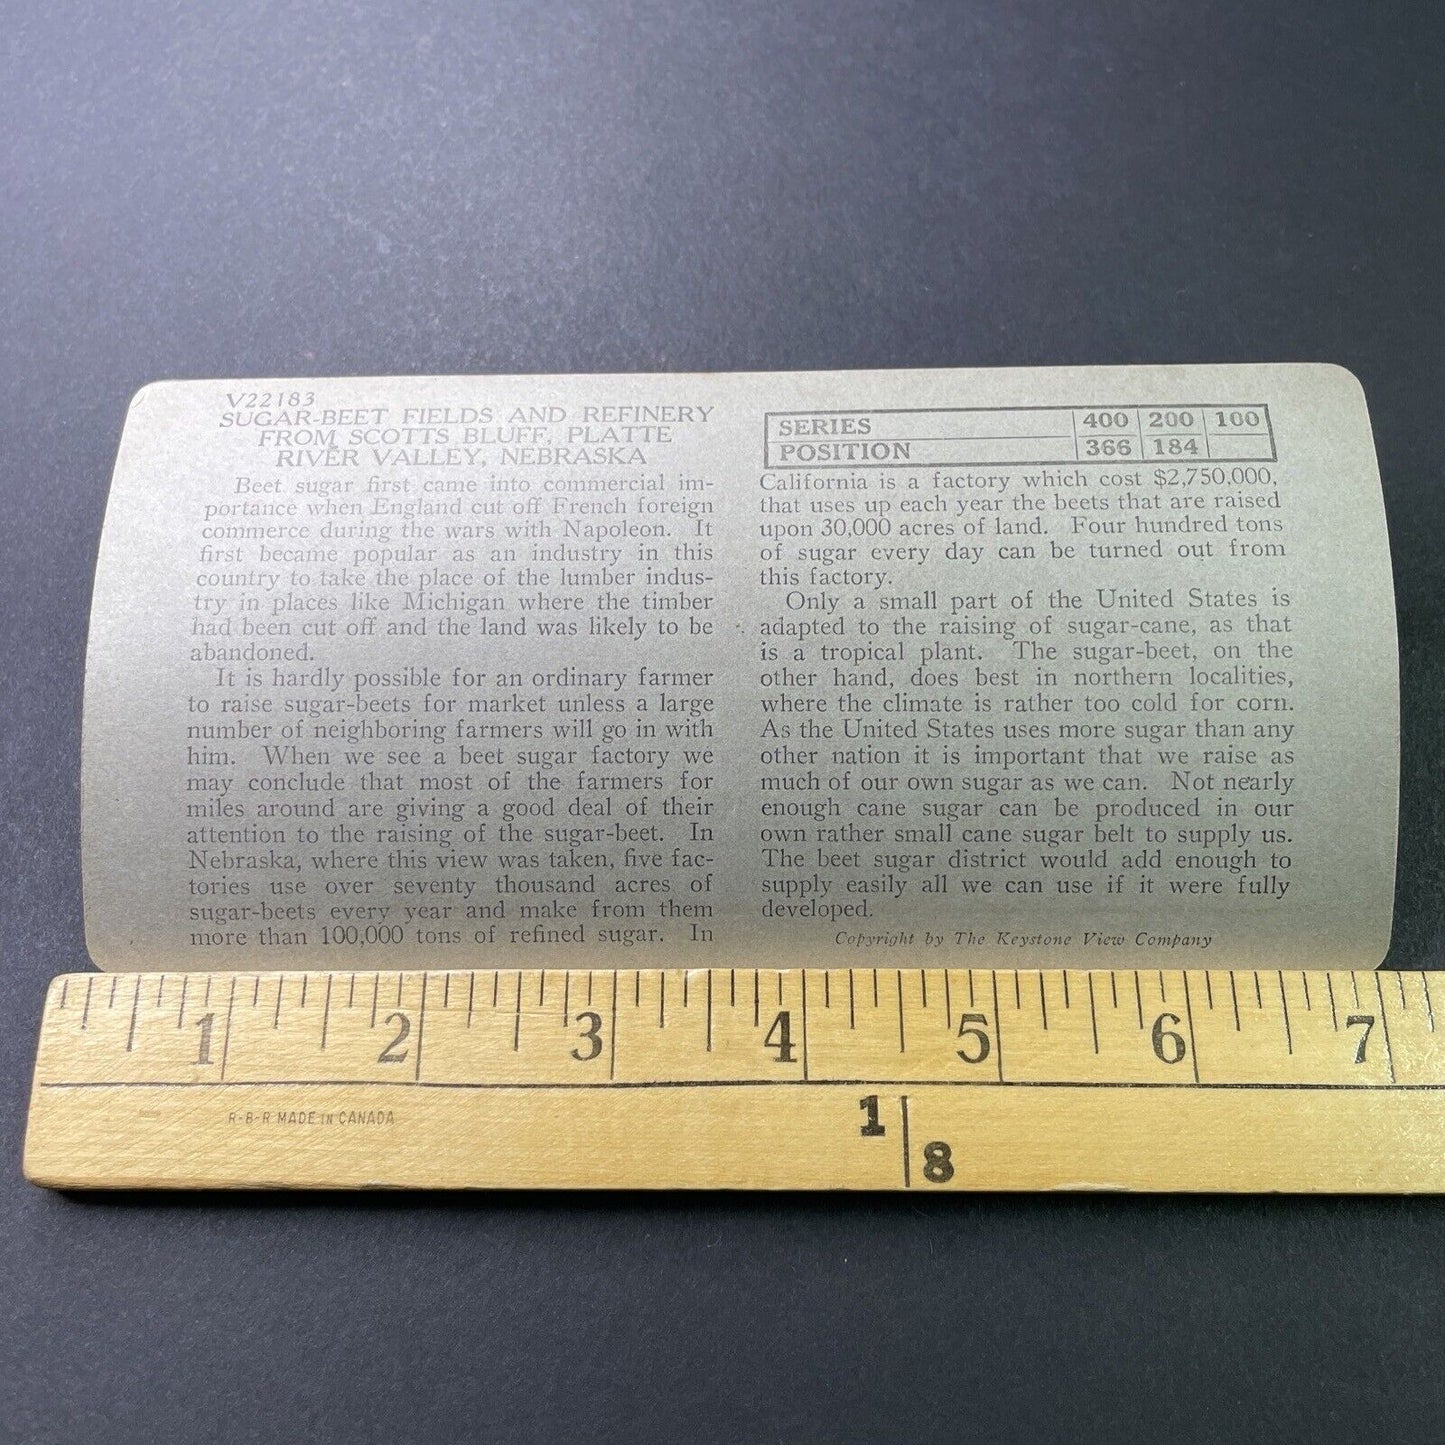 V22183
SUGAR-BEET FIELDS AND REFINERY
FROM SCOTTS BLUFF, PLATTE
RIVER VALLEY, NEBRASKA
Beet sugar first came into commercial im-
portance when England cut off French foreign
commerce during the wars with Napoleon. It
first became popular as an industry in this
country to take the place of the lumber indus-
try in places like Michigan where the timber
had been cut off and the land was likely to be
abandoned.
It is hardly possible for an ordinary farmer
to raise sugar-beets for market unless a large
number of neighboring farmers will go in with
him. When we see a beet sugar factory we
may conclude that most of the farmers for
miles around are giving a good deal of their
attention to the raising of the sugar-beet. In
Nebraska, where this view was taken, five fac-
tories use over seventy thousand acres of
sugar-beets every year and make from them
more than 100,000 tons of refined sugar. In
SERIES 400 200 100
POSITION 366 184
California is a factory which cost $2,750,000,
that uses up each year the beets that are raised
upon 30,000 acres of land. Four hundred tons
of sugar every day can be turned out from
this factory.
Only a small part of the United States is
adapted to the raising of sugar-cane, as that
is a tropical plant. The sugar-beet, on the
other hand, does best in northern localities,
where the climate is rather too cold for corn.
As the United States uses more sugar than any
other nation it is important that we raise as
much of our own sugar as we can. Not nearly
enough cane sugar can be produced in our
own rather small cane sugar belt to supply us.
The beet sugar district would add enough to
supply easily all we can use if it were fully
developed.
Copyright by The Keystone View Company
1 2 3 4 5 6 7
R-B-R MADE IN CANADA
1
8